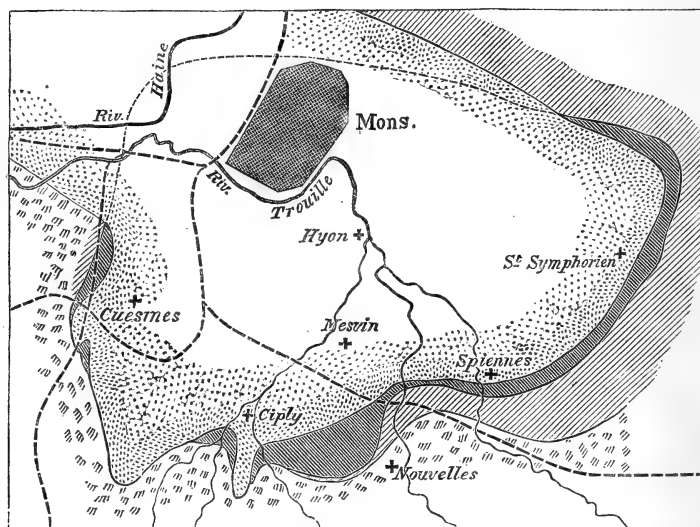 Haine
Riv.
Mons.
Riv.
Trouille
Hyon
St. Symphorien
Cuesmes
Mesvin
Spiennes
Ciply
Nouvelles